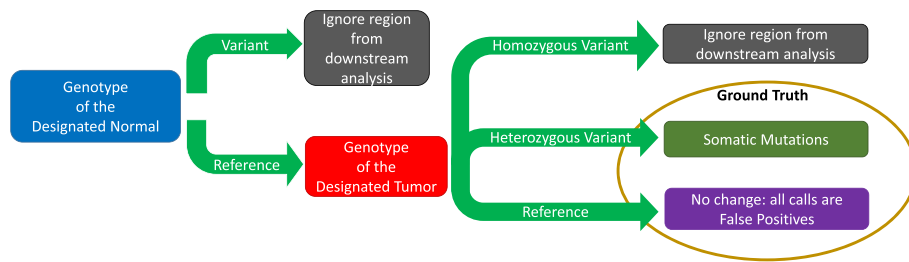 Genotype
of the
Designated Normal
Variant
Ignore region
from
downstream
analysis
Reference
Genotype
of the
Designated Tumor
Homozygous Variant
Ignore region from
downstream analysis
Ground Truth
Heterozygous Variant
Somatic Mutations
Reference
No change: all calls are
False Positives